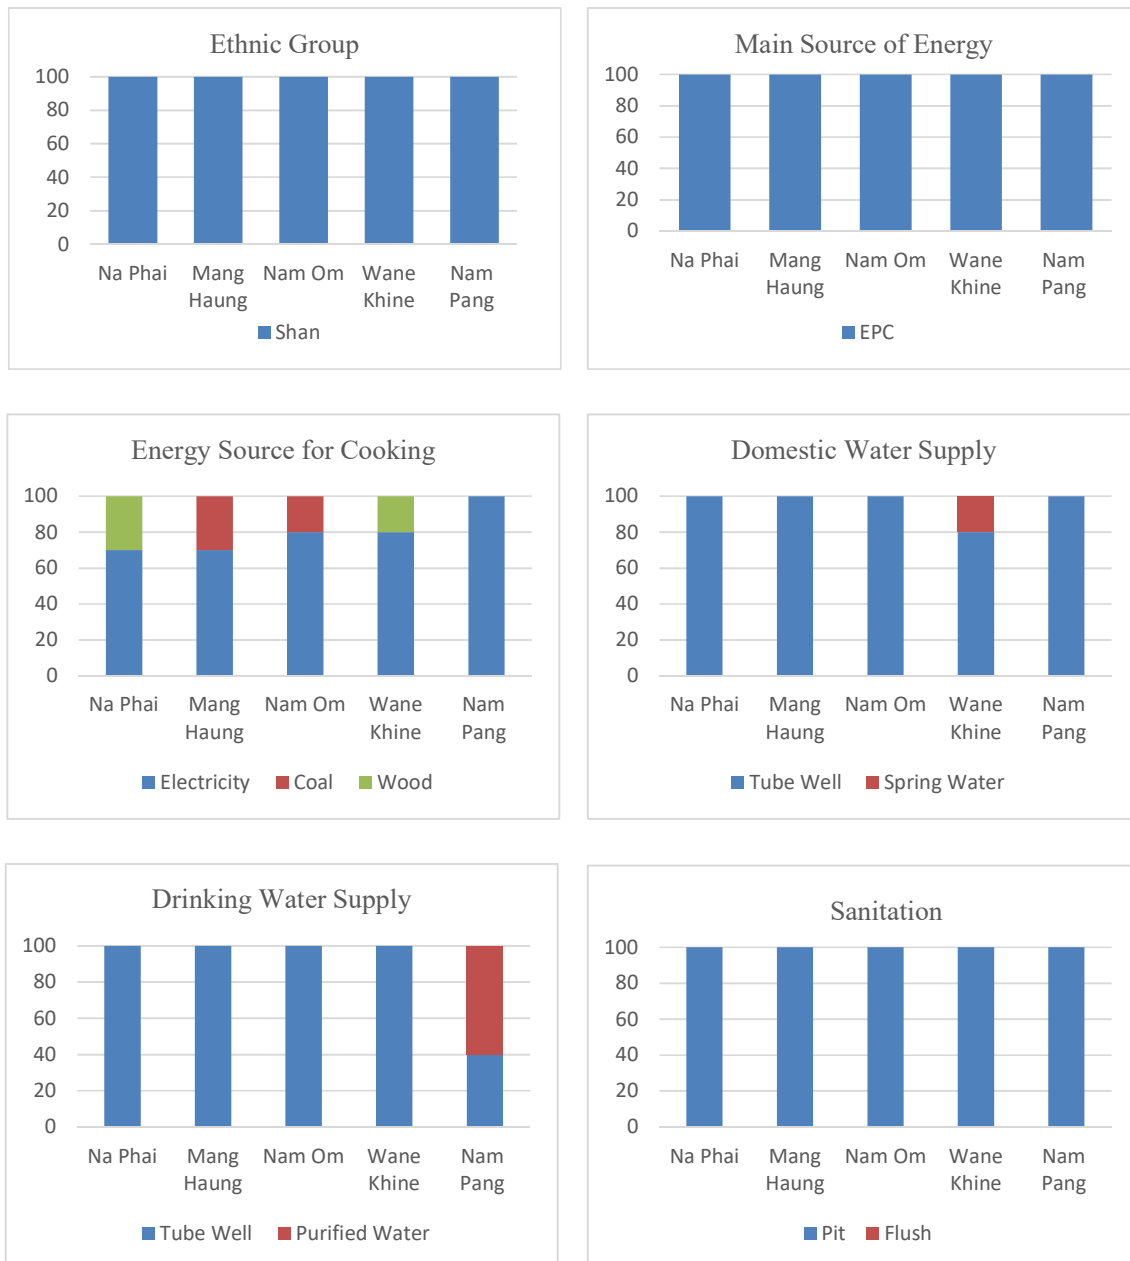 Ethnic Group
100
80
60
40
20
0
Na Phai Mang Haung Nam Om Wane Khine Nam Pang
Shan
Main Source of Energy
100
80
60
40
20
0
Na Phai Mang Haung Nam Om Wane Khine Nam Pang
EPC
Energy Source for Cooking
100
80
60
40
20
0
Na Phai Mang Haung Nam Om Wane Khine Nam Pang
Electricity Coal Wood
Domestic Water Supply
100
80
60
40
20
0
Na Phai Mang Haung Nam Om Wane Khine Nam Pang
Tube Well Spring Water
Drinking Water Supply
100
80
60
40
20
0
Na Phai Mang Haung Nam Om Wane Khine Nam Pang
Tube Well Purified Water
Sanitation
100
80
60
40
20
0
Na Phai Mang Haung Nam Om Wane Khine Nam Pang
Pit Flush